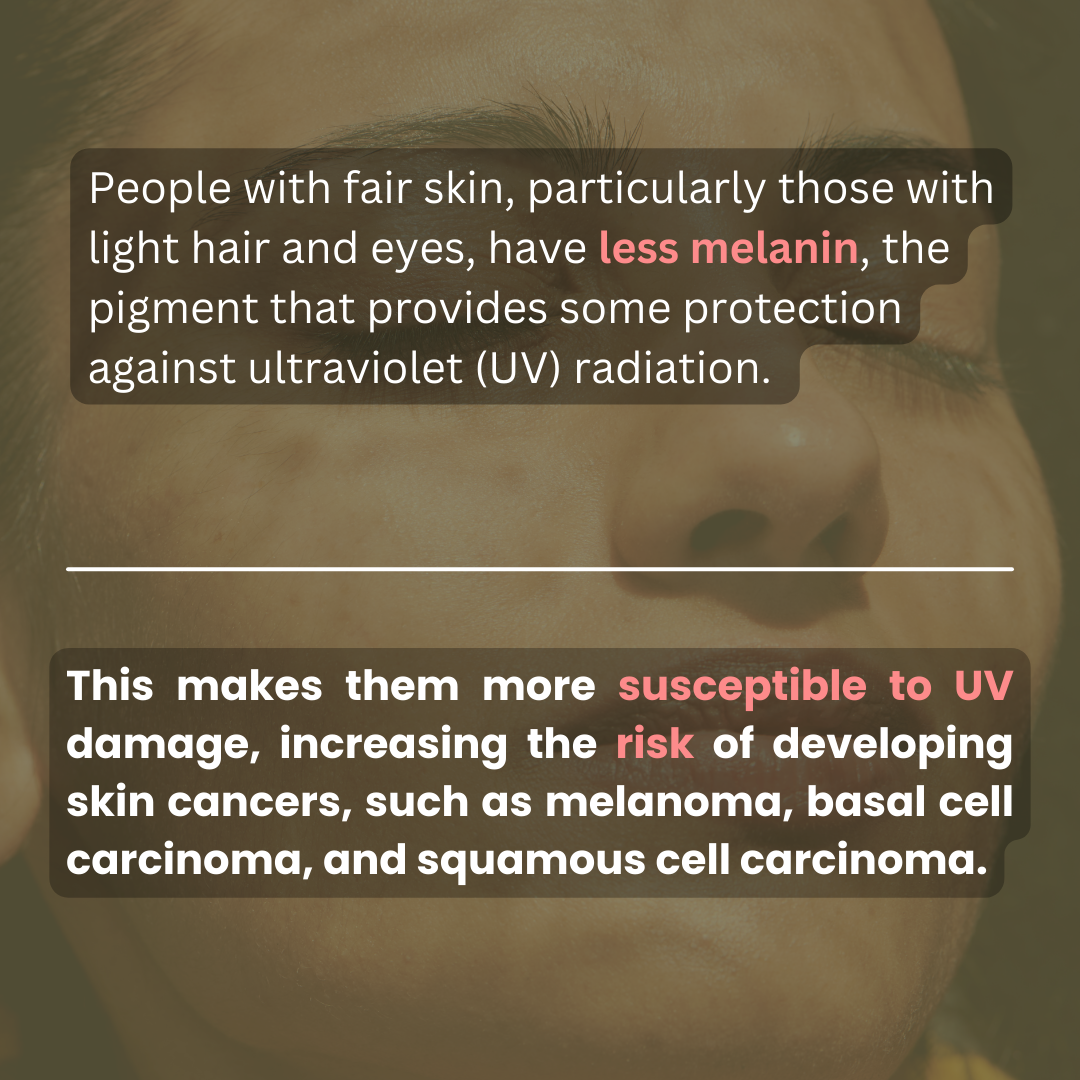 People with fair skin, particularly those with
light hair and eyes, have less melanin, the
pigment that provides some protection
against ultraviolet (UV) radiation.
This makes them more susceptible to UV
damage, increasing the risk of developing
skin cancers, such as melanoma, basal cell
carcinoma, and squamous cell carcinoma.